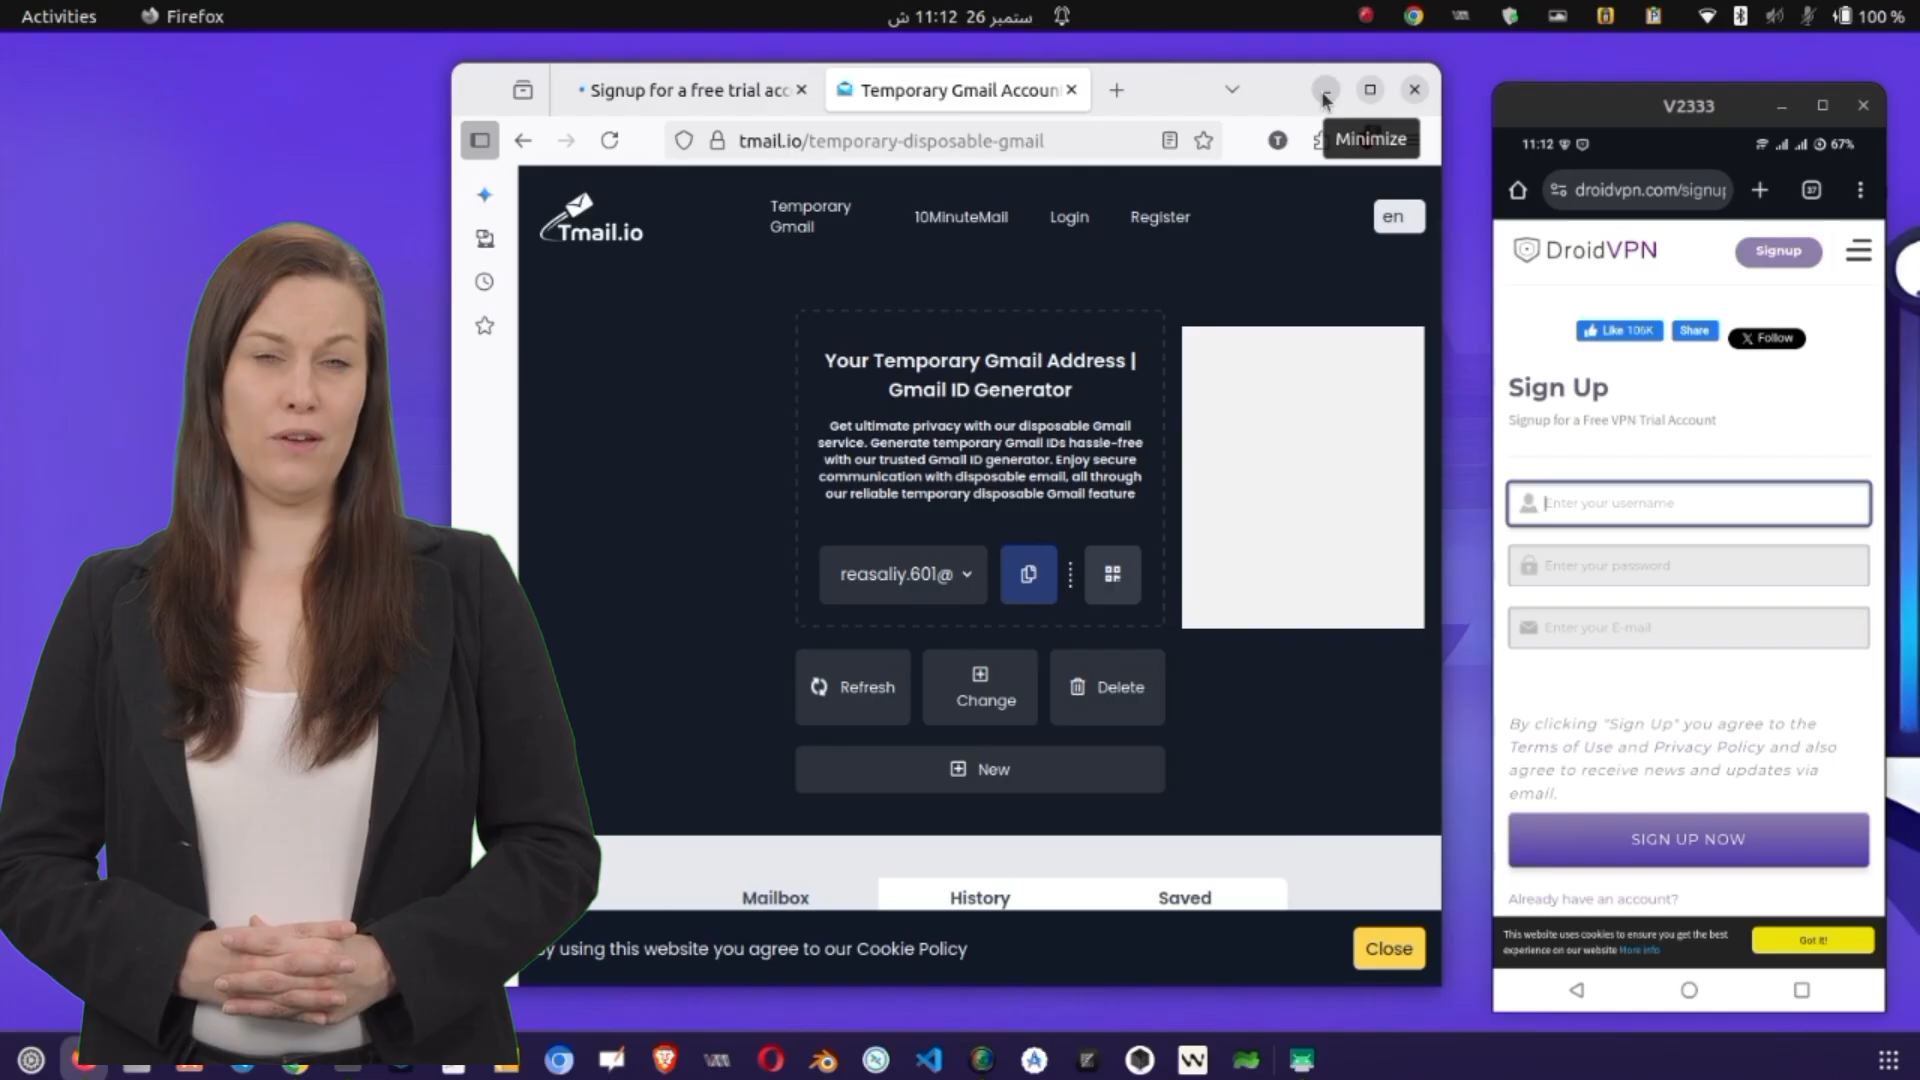 Activities
Firefox
ستمبر 26 11:12 ش
100 %
Signup for a free trial acc
Temporary Gmail Accoun
tmail.io/temporary-disposable-gmail
Minimize
Tmail.io
Temporary
Gmail
10MinuteMail
Login
Register
en
Your Temporary Gmail Address |
Gmail ID Generator
Get ultimate privacy with our disposable Gmail
service. Generate temporary Gmail IDs hassle-free
with our trusted Gmail ID generator. Enjoy secure
communication with disposable email, all through
our reliable temporary disposable Gmail feature
reasaliy.601@
Refresh
Change
Delete
New
Mailbox
History
Saved
by using this website you agree to our Cookie Policy
Close
V2333
11:12
67%
droidvpn.com/signup
37
DroidVPN
Signup
Like 106K
Share
X Follow
Sign Up
Signup for a Free VPN Trial Account
Enter your username
Enter your password
Enter your E-mail
By clicking "Sign Up" you agree to the
Terms of Use and Privacy Policy and also
agree to receive news and updates via
email.
SIGN UP NOW
Already have an account?
This website uses cookies to ensure you get the best
experience on our website More info
Got it!